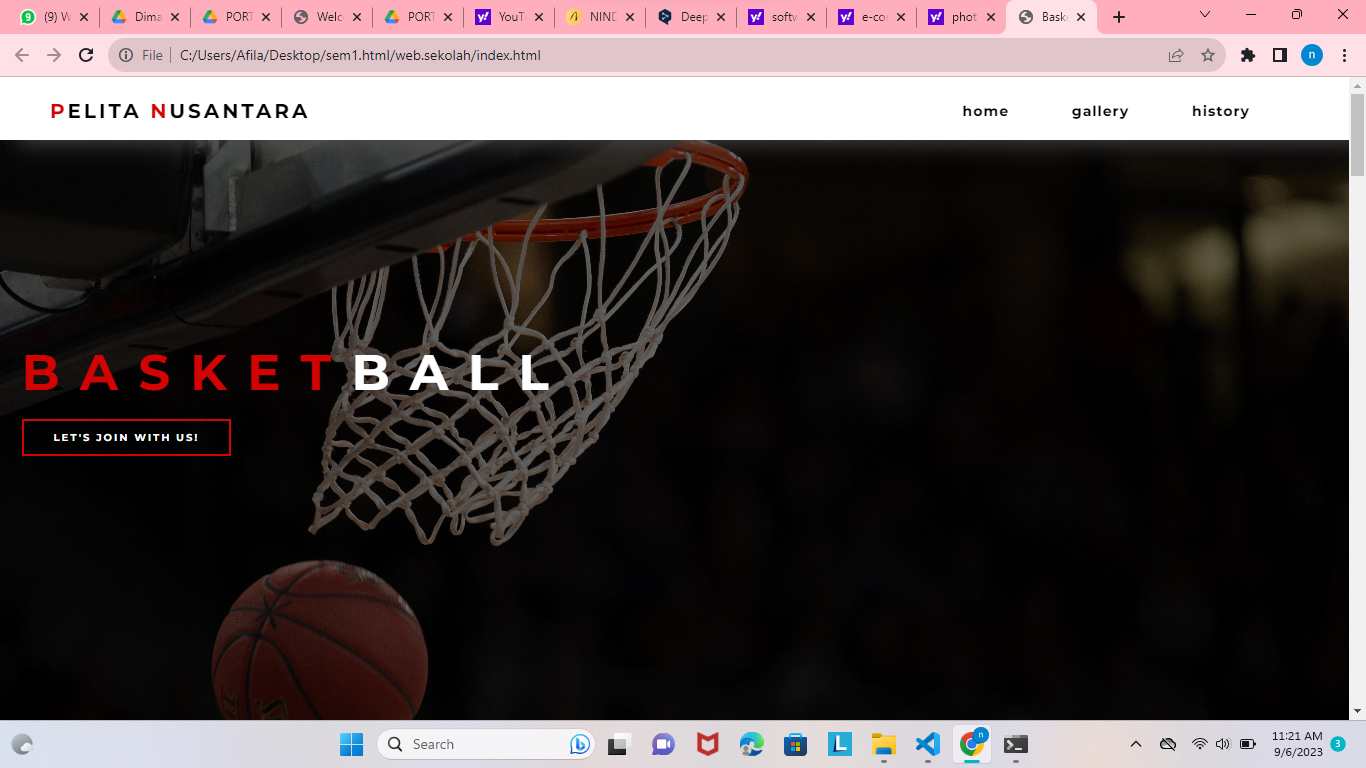 (9) W
Dima
PORT
Welc
PORT
YouT
NIND
Deep
softw
e-co
phot
Bask
File
C:/Users/Afila/Desktop/sem1.html/web.sekolah/index.html
n
PELITA NUSANTARA
home
gallery
history
BASKETBALL
LET'S JOIN WITH US!
Search
n
11:21 AM
9/6/2023
3